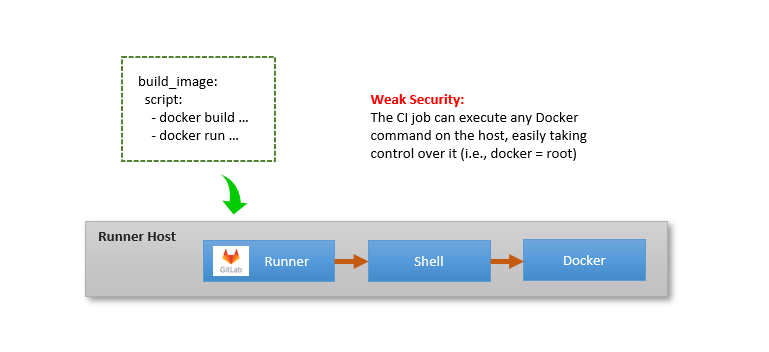 build_image:
script:
- docker build ...
- docker run ...
Weak Security:
The CI job can execute any Docker
command on the host, easily taking
control over it (i.e., docker = root)
Runner Host
GitLab
Runner
Shell
Docker